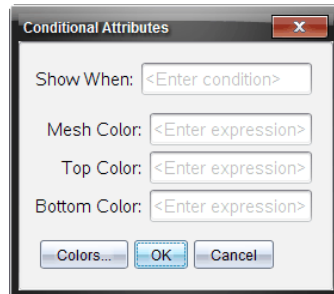 Conditional Attributes
Show When: <Enter condition>
Mesh Color: <Enter expression>
Top Color: <Enter expression>
Bottom Color: <Enter expression>
Colors... OK Cancel